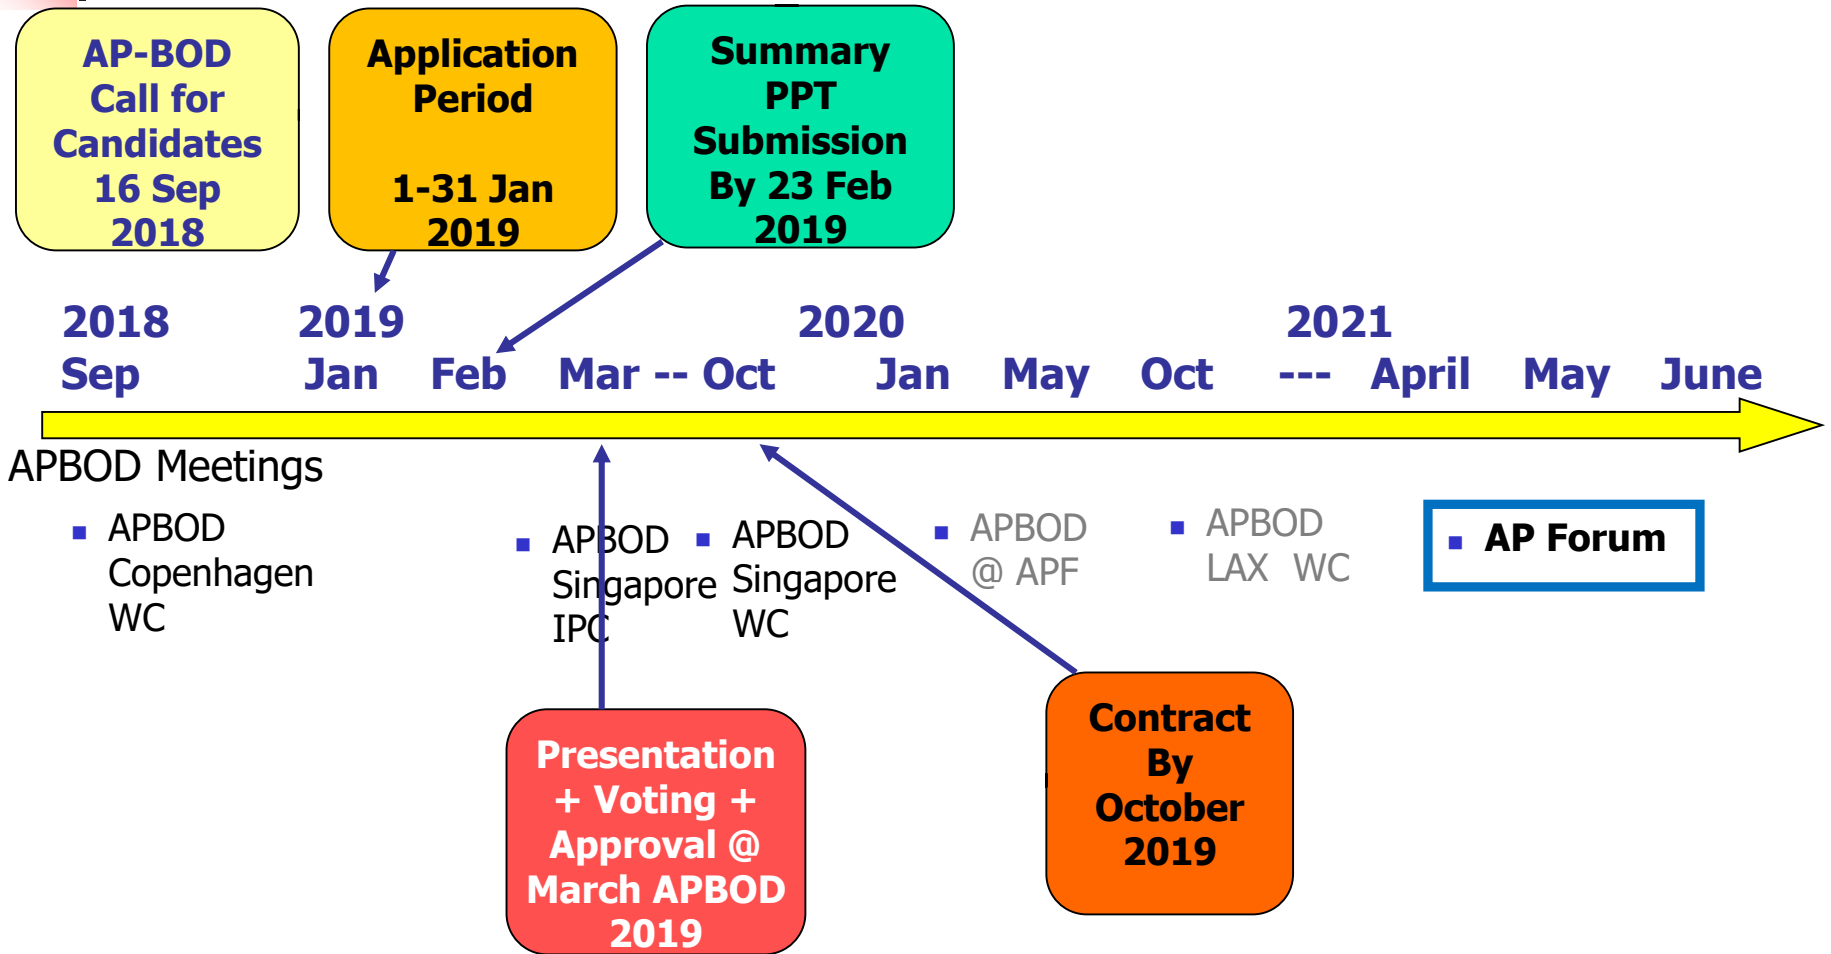 AP-BOD
Call for
Candidates
16 Sep
2018
Application
Period
1-31 Jan
2019
Summary
PPT
Submission
By 23 Feb
2019
2018 2019 2020 2021
Sep Jan Feb Mar -- Oct Jan May Oct --- April May June
APBOD Meetings
▪ APBOD
Copenhagen
WC
▪ APBOD
Singapore
IPC
▪ APBOD
Singapore
WC
▪ APBOD
@ APF
▪ APBOD
LAX WC
▪ AP Forum
Presentation
+ Voting +
Approval @
March APBOD
2019
Contract
By
October
2019